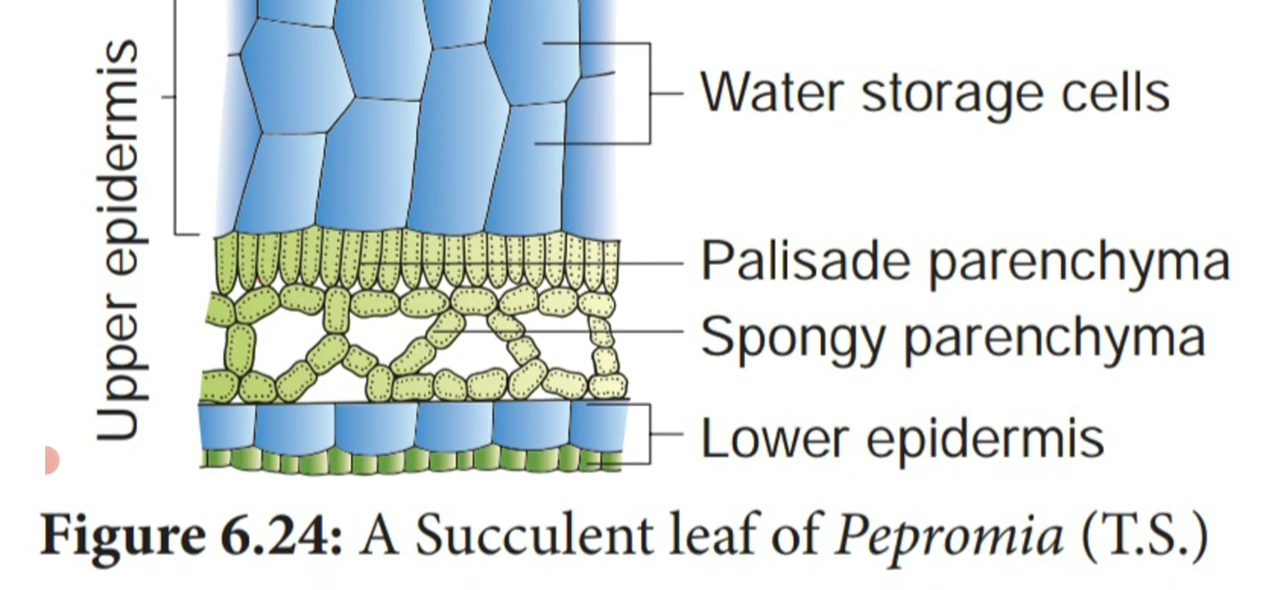 Upper epidermis
Water storage cells
Palisade parenchyma
Spongy parenchyma
Lower epidermis
Figure 6.24: A Succulent leaf of Pepromia (T.S.)